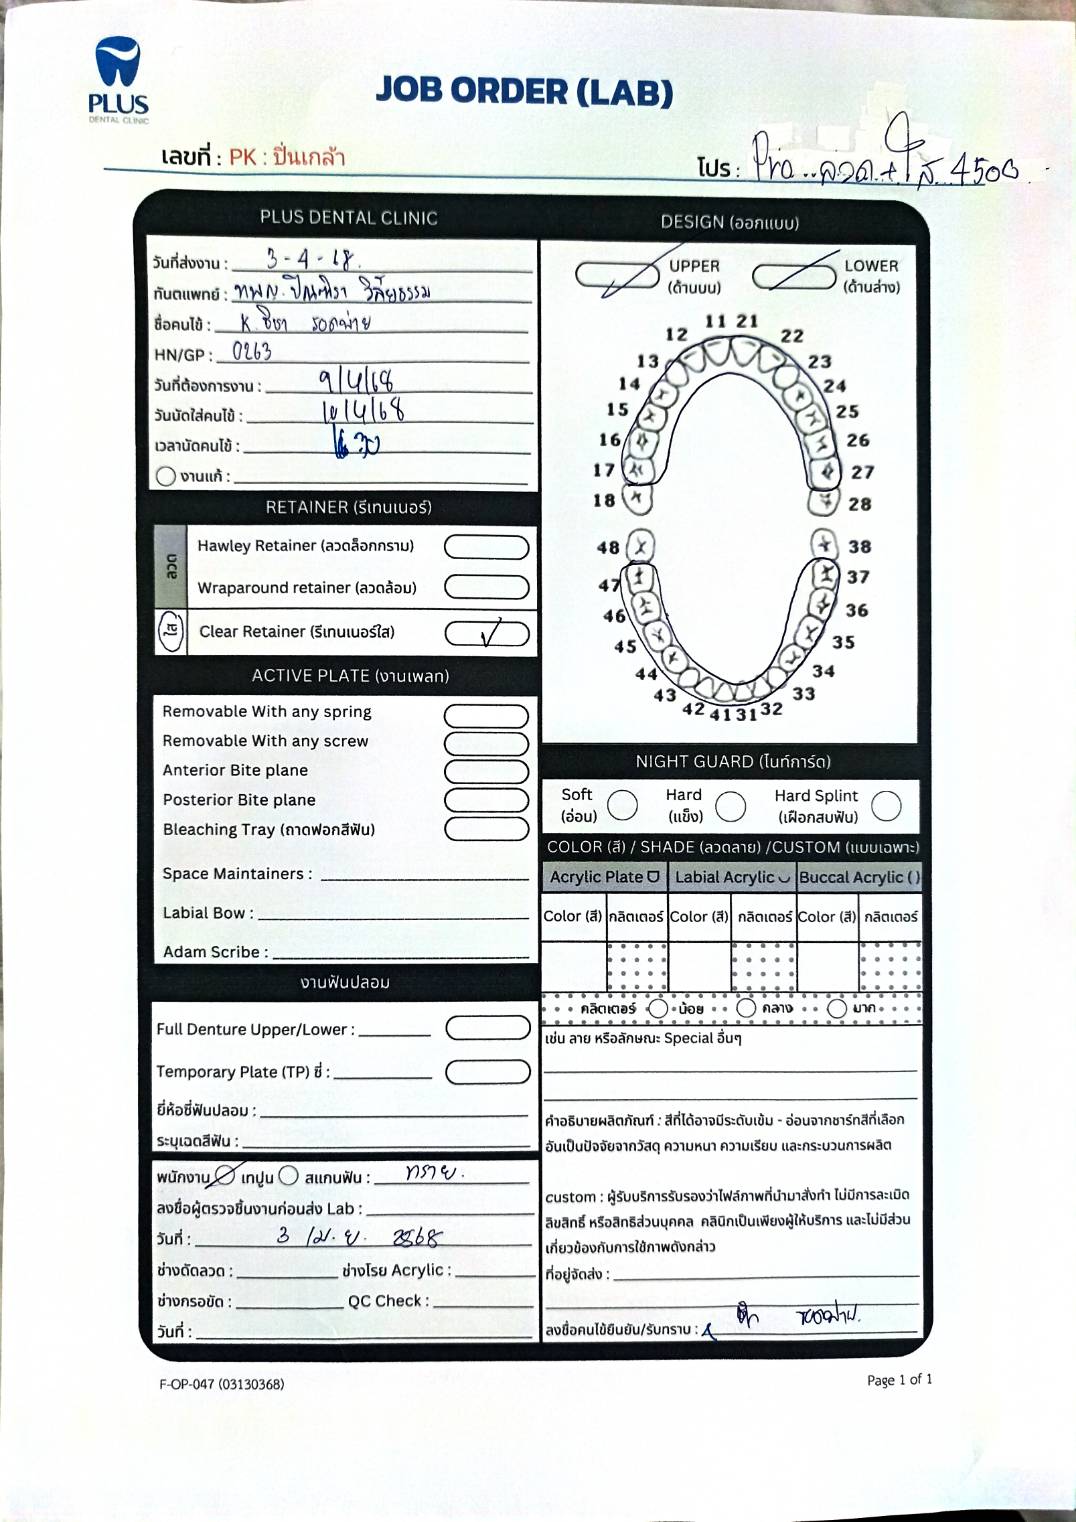 PLUS
DENTAL CLINIC
JOB ORDER (LAB)
เลขที่ : PK : ปิ่นเกล้า
โปร : Pro ลวด + ใส 4500
PLUS DENTAL CLINIC
วันที่ส่งงาน : 3-4-68
ทันตแพทย์ : ทพญ.ปัณฑิรา วิลัยธรรม
ชื่อคนไข้ : K. ชิชา รอดพ่าย
HN/GP : 0263
วันที่ต้องการงาน : 9/4/68
วันนัดใส่คนไข้ : 10/4/68
เวลานัดคนไข้ :
งานแก้ :
RETAINER (รีเทนเนอร์)
ลวด
Hawley Retainer (ลวดล็อกกราม)
Wraparound retainer (ลวดล้อม)
ใส
Clear Retainer (รีเทนเนอร์ใส) ✓
ACTIVE PLATE (งานเพลท)
Removable With any spring
Removable With any screw
Anterior Bite plane
Posterior Bite plane
Bleaching Tray (ถาดฟอกสีฟัน)
Space Maintainers :
Labial Bow :
Adam Scribe :
งานฟันปลอม
Full Denture Upper/Lower :
Temporary Plate (TP) ซี่ :
ยี่ห้อซี่ฟันปลอม :
ระบุเฉดสีฟัน :
พนักงาน เทปูน สแกนฟัน : ทราย.
ลงชื่อผู้ตรวจชิ้นงานก่อนส่ง Lab :
วันที่ : 3 เม.ย. 2568
ช่างดัดลวด : ช่างโรย Acrylic :
ช่างกรอขัด : QC Check :
วันที่ :
DESIGN (ออกแบบ)
UPPER (ด้านบน)
LOWER (ด้านล่าง)
11 21
12 22
13 23
14 24
15 25
16 26
17 27
18 28
48 38
47 37
46 36
45 35
44 34
43 33
42 41 31 32
NIGHT GUARD (ไนท์การ์ด)
Soft (อ่อน)
Hard (แข็ง)
Hard Splint (เฝือกสบฟัน)
COLOR (สี) / SHADE (ลวดลาย) /CUSTOM (แบบเฉพาะ)
Acrylic Plate Labial Acrylic Buccal Acrylic ( )
Color (สี) กลิตเตอร์ Color (สี) กลิตเตอร์ Color (สี) กลิตเตอร์
กลิตเตอร์ น้อย กลาง มาก
เช่น ลาย หรือลักษณะ Special อื่นๆ
คำอธิบายผลิตภัณฑ์ : สีที่ได้อาจมีระดับเข้ม - อ่อนจากชาร์ทสีที่เลือก
อันเป็นปัจจัยจากวัสดุ ความหนา ความเรียบ และกระบวนการผลิต
custom : ผู้รับบริการรับรองว่าไฟล์ภาพที่นำมาสั่งทำ ไม่มีการละเมิด
ลิขสิทธิ์ หรือสิทธิส่วนบุคคล คลินิกเป็นเพียงผู้ให้บริการ และไม่มีส่วน
เกี่ยวข้องกับการใช้ภาพดังกล่าว
ที่อยู่จัดส่ง :
ลงชื่อคนไข้ยืนยัน/รับทราบ :
F-OP-047 (03130368)
Page 1 of 1